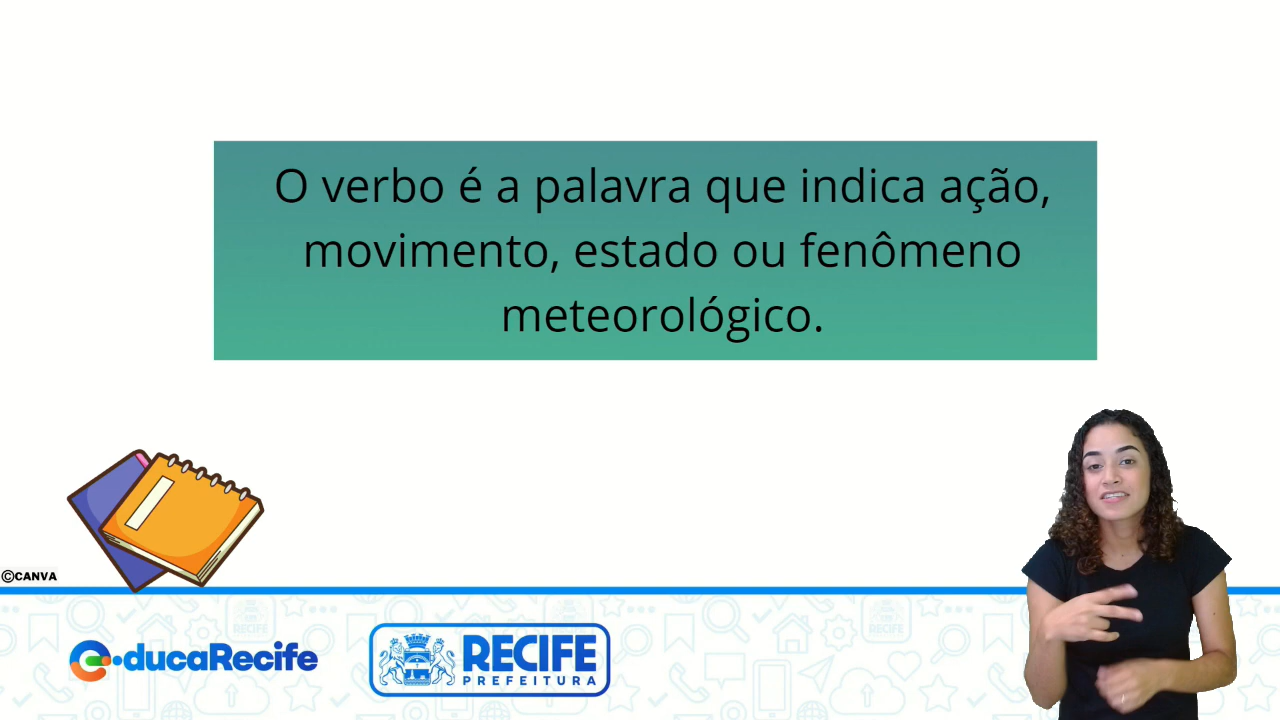 O verbo é a palavra que indica ação,
movimento, estado ou fenômeno
meteorológico.
©CANVA
EducaRecife
RECIFE
PREFEITURA